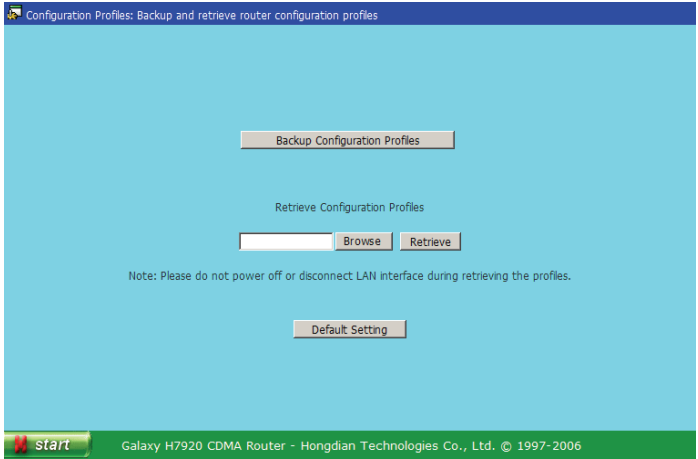 Configuration Profiles: Backup and retrieve router configuration profiles
Backup Configuration Profiles
Retrieve Configuration Profiles
Browse
Retrieve
Note: Please do not power off or disconnect LAN interface during retrieving the profiles.
Default Setting
start
Galaxy H7920 CDMA Router - Hongdian Technologies Co., Ltd. © 1997-2006